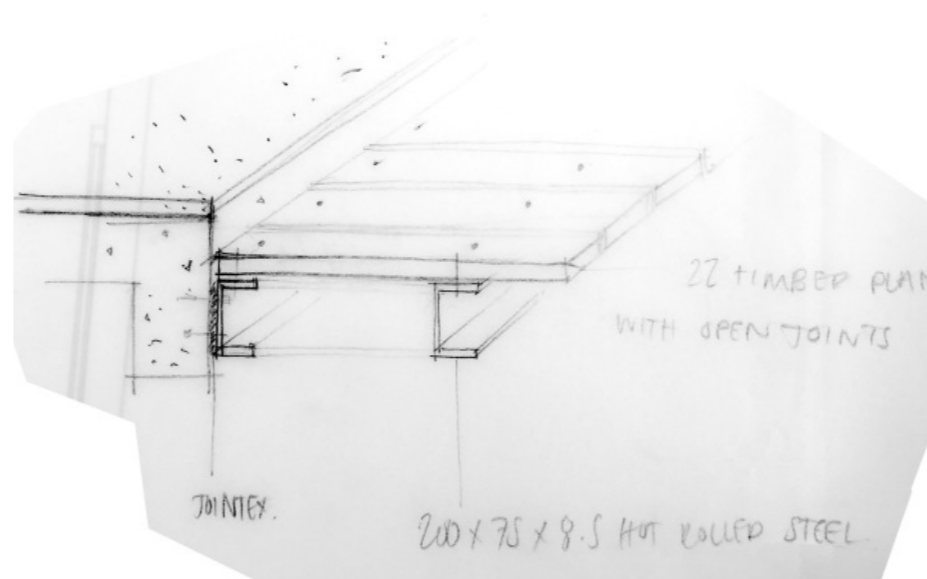 22 TIMBER PLAN
WITH OPEN JOINTS
JOINTEX.
200 X 75 X 8.5 HOT ROLLED STEEL